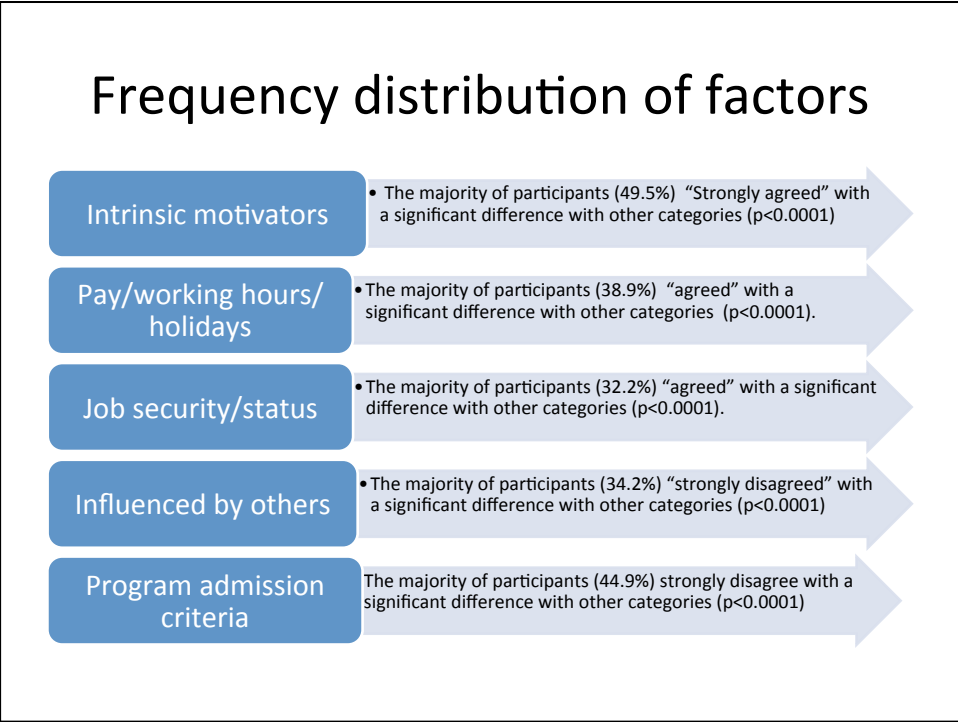 Frequency distribution of factors
Intrinsic motivators
• The majority of participants (49.5%) “Strongly agreed” with
a significant difference with other categories (p<0.0001)
Pay/working hours/
holidays
•The majority of participants (38.9%) “agreed” with a
significant difference with other categories (p<0.0001).
Job security/status
•The majority of participants (32.2%) “agreed” with a significant
difference with other categories (p<0.0001).
Influenced by others
•The majority of participants (34.2%) “strongly disagreed” with
a significant difference with other categories (p<0.0001)
Program admission
criteria
The majority of participants (44.9%) strongly disagree with a
significant difference with other categories (p<0.0001)